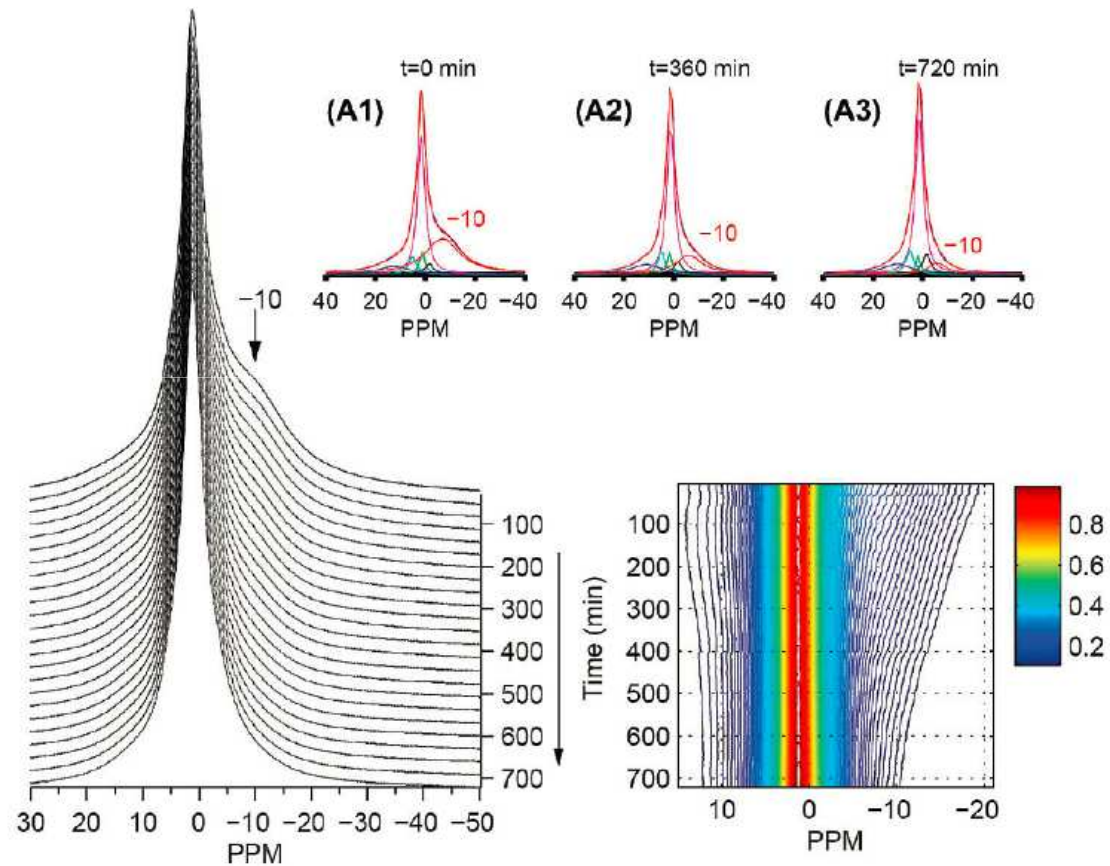 t=0 min
t=360 min
t=720 min
(A1)
(A2)
(A3)
−10
−10
−10
40 20 0 −20 −40
40 20 0 −20 −40
40 20 0 −20 −40
PPM
PPM
PPM
−10
100
200
300
400
500
600
700
30 20 10 0 −10 −20 −30 −40 −50
PPM
Time (min)
100
200
300
400
500
600
700
10 0 −10 −20
PPM
0.8
0.6
0.4
0.2